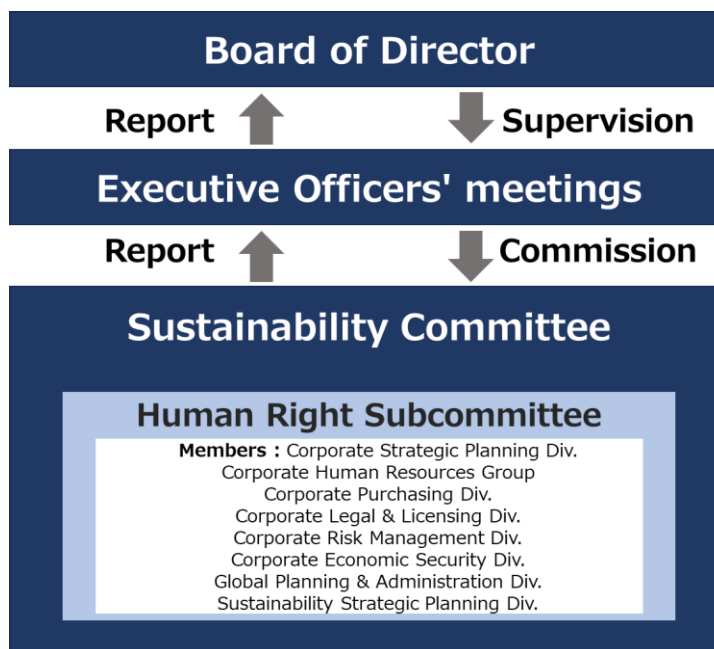 Board of Director
Report Supervision
Executive Officers' meetings
Report Commission
Sustainability Committee
Human Right Subcommittee
Members : Corporate Strategic Planning Div.
Corporate Human Resources Group
Corporate Purchasing Div.
Corporate Legal & Licensing Div.
Corporate Risk Management Div.
Corporate Economic Security Div.
Global Planning & Administration Div.
Sustainability Strategic Planning Div.